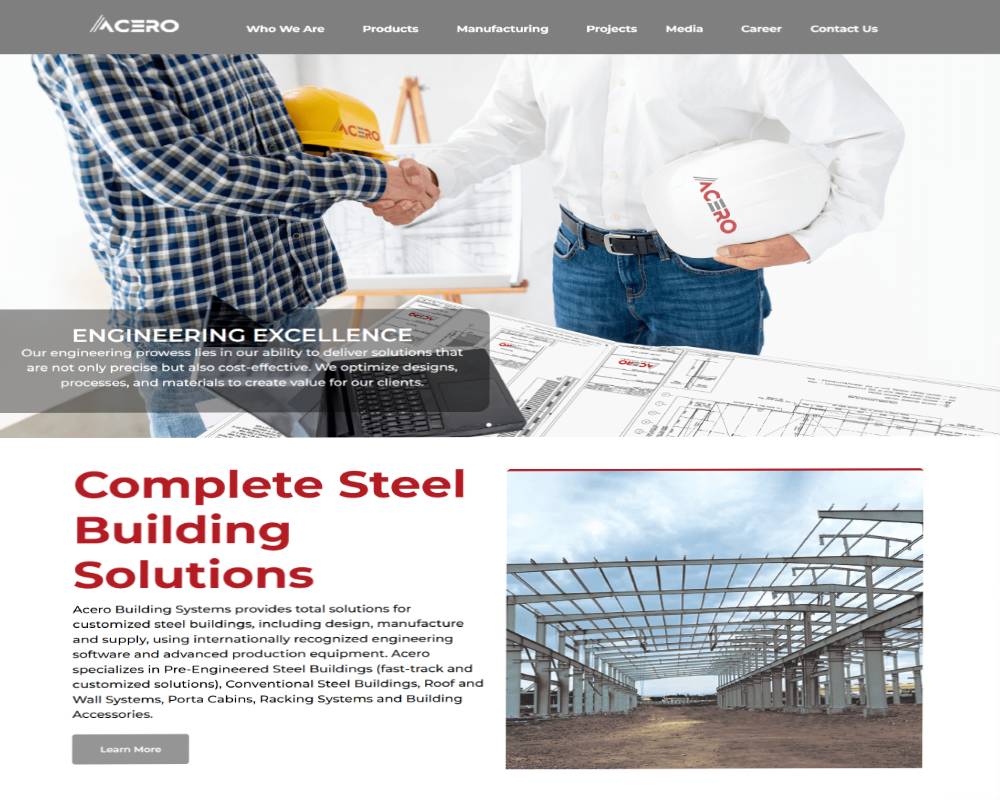 ACERO
Who We Are Products Manufacturing Projects Media Career Contact Us
ACERO
ACERO
ACERO
ACERO
ACERO
ENGINEERING EXCELLENCE
Our engineering prowess lies in our ability to deliver solutions that
are not only precise but also cost-effective. We optimize designs,
processes, and materials to create value for our clients.
Complete Steel
Building
Solutions
Acero Building Systems provides total solutions for
customized steel buildings, including design, manufacture
and supply, using internationally recognized engineering
software and advanced production equipment. Acero
specializes in Pre-Engineered Steel Buildings (fast-track and
customized solutions), Conventional Steel Buildings, Roof and
Wall Systems, Porta Cabins, Racking Systems and Building
Accessories.
Learn More